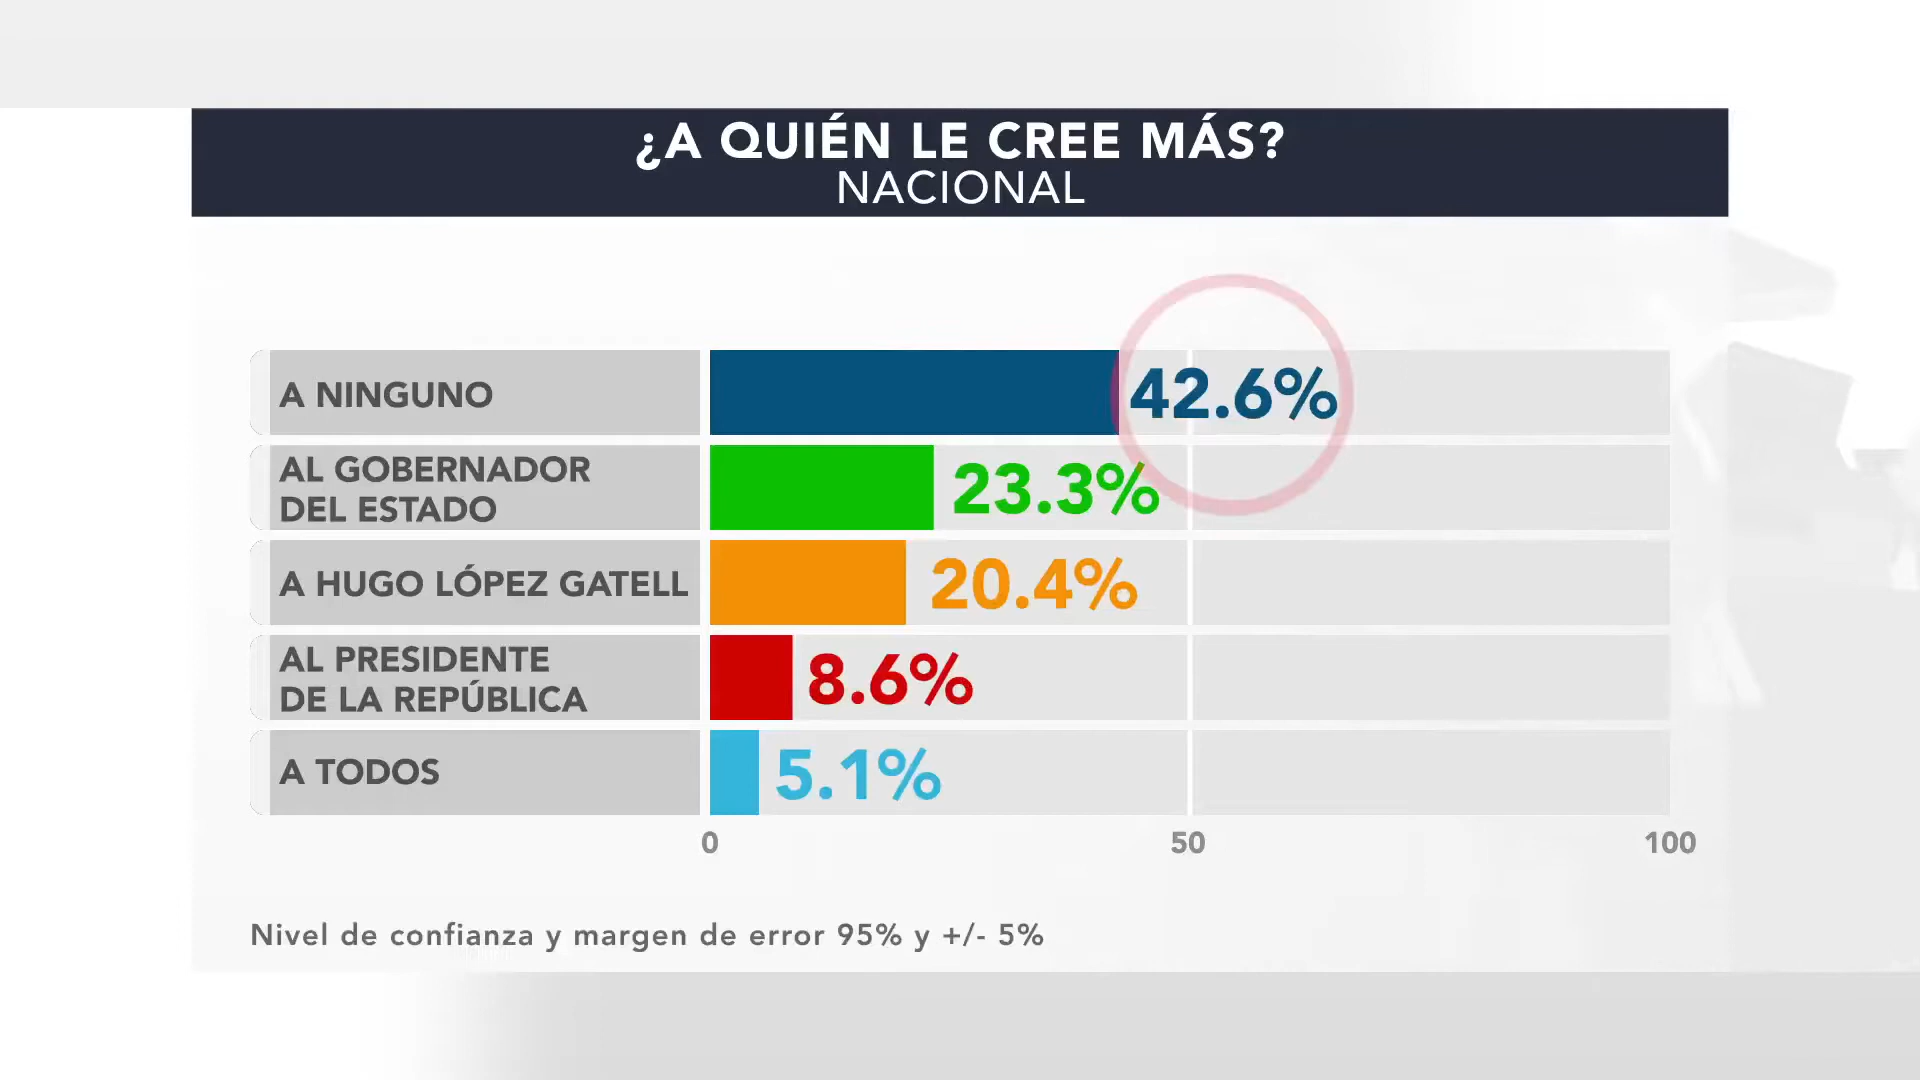 ¿A QUIÉN LE CREE MÁS?
NACIONAL
A NINGUNO
42.6%
AL GOBERNADOR
DEL ESTADO
23.3%
A HUGO LÓPEZ GATELL
20.4%
AL PRESIDENTE
DE LA REPÚBLICA
8.6%
A TODOS
5.1%
0 50 100
Nivel de confianza y margen de error 95% y +/- 5%